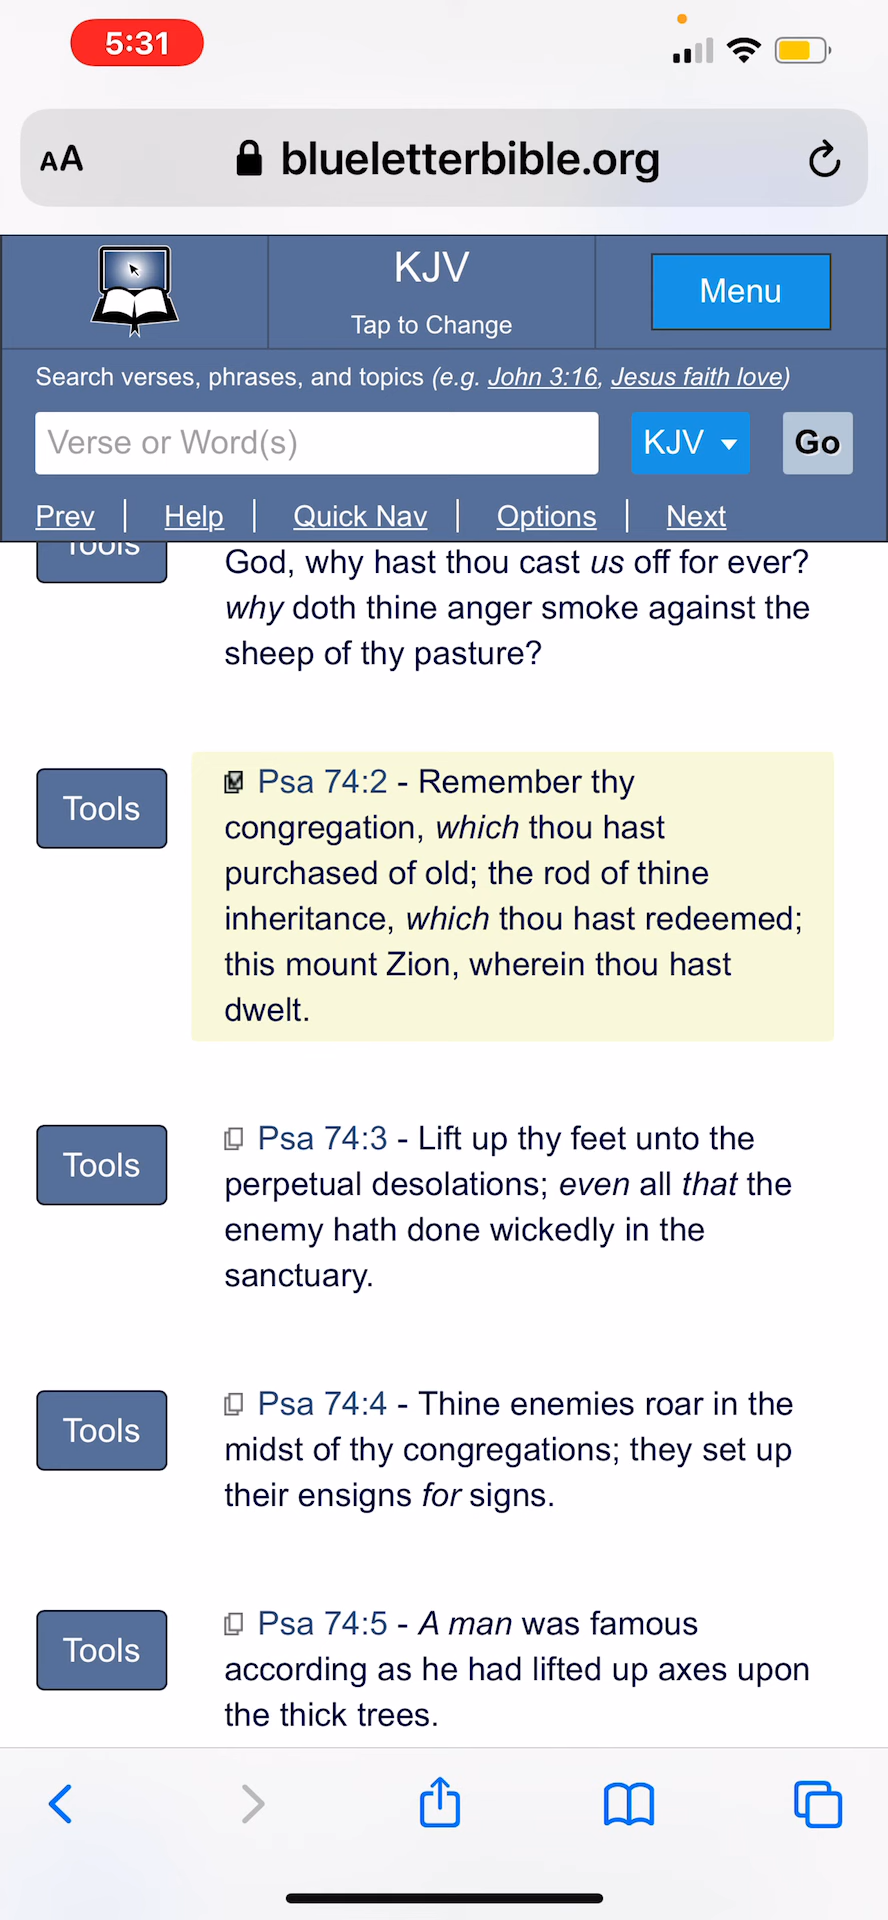 5:31
AA blueletterbible.org
KJV
Tap to Change
Menu
Search verses, phrases, and topics (e.g. John 3:16, Jesus faith love)
Verse or Word(s)
KJV
Go
Prev | Help | Quick Nav | Options | Next
Tools
God, why hast thou cast us off for ever?
why doth thine anger smoke against the
sheep of thy pasture?
Tools
Psa 74:2 - Remember thy
congregation, which thou hast
purchased of old; the rod of thine
inheritance, which thou hast redeemed;
this mount Zion, wherein thou hast
dwelt.
Tools
Psa 74:3 - Lift up thy feet unto the
perpetual desolations; even all that the
enemy hath done wickedly in the
sanctuary.
Tools
Psa 74:4 - Thine enemies roar in the
midst of thy congregations; they set up
their ensigns for signs.
Tools
Psa 74:5 - A man was famous
according as he had lifted up axes upon
the thick trees.